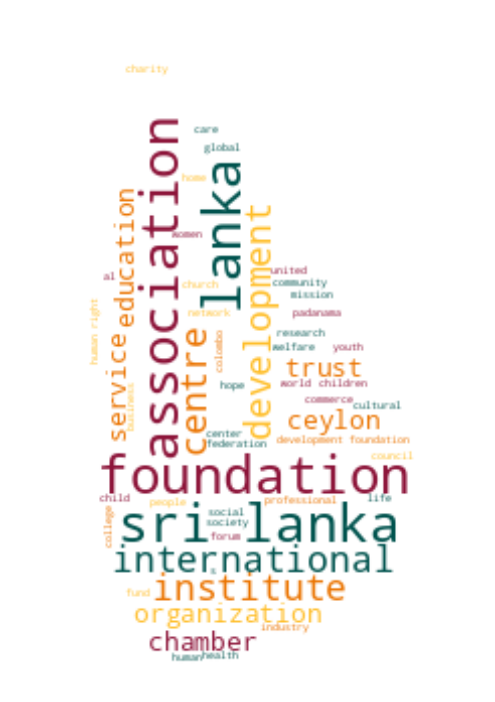 charity
association
care
global
lanka
home
education
development
women
al
united
community
church
mission
human right
network
padanama
centre
service
colombo
research
welfare
youth
trust
hope
world
children
business
commerce
cultural
ceylon
center
federation
development foundation
council
foundation
child
people
professional
life
college
sri lanka
social
society
forum
international
s
fund
institute
organization
industry
chamber
human
health